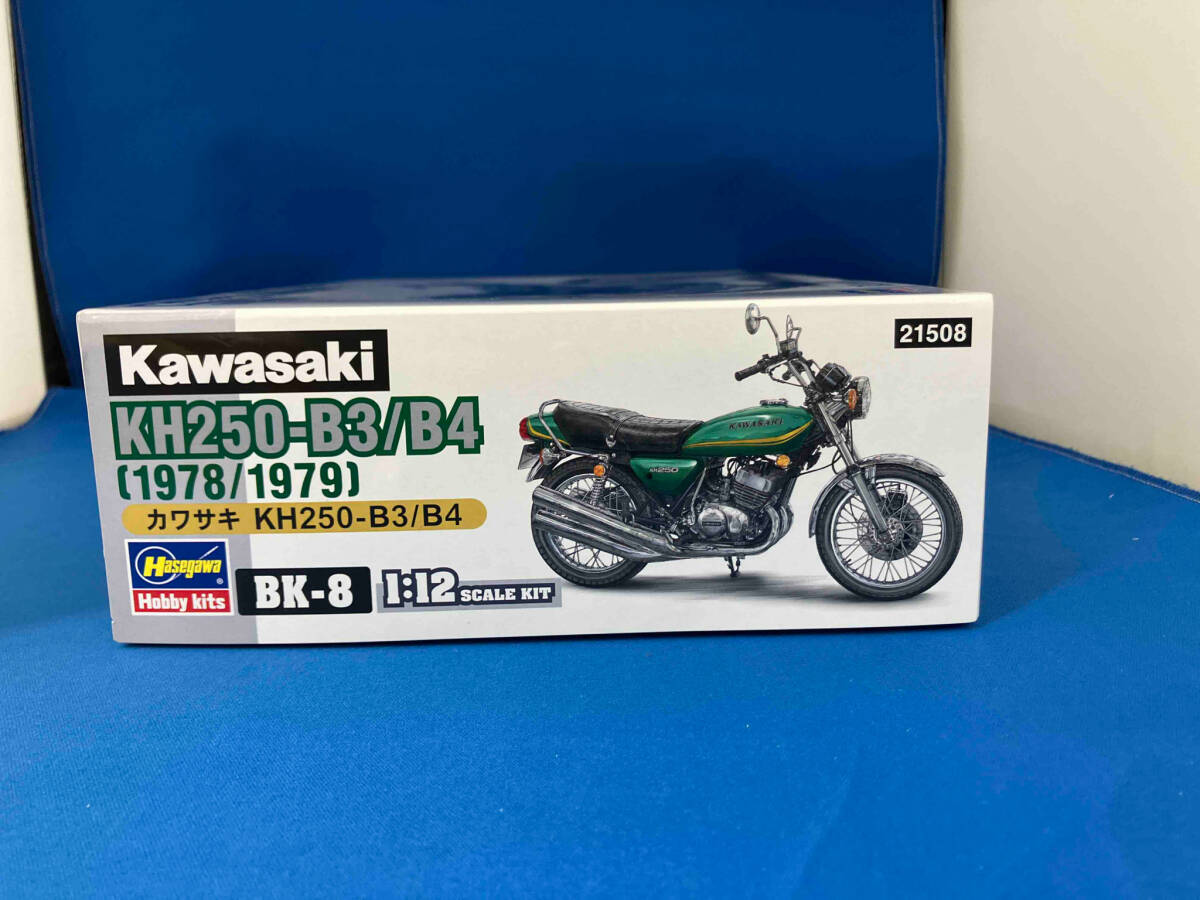 Kawasaki
KH250-B3/B4
(1978/1979)
カワサキ KH250-B3/B4
Hasegawa
Hobby kits
BK-8
1:12 SCALE KIT
21508
KAWASAKI
KH250